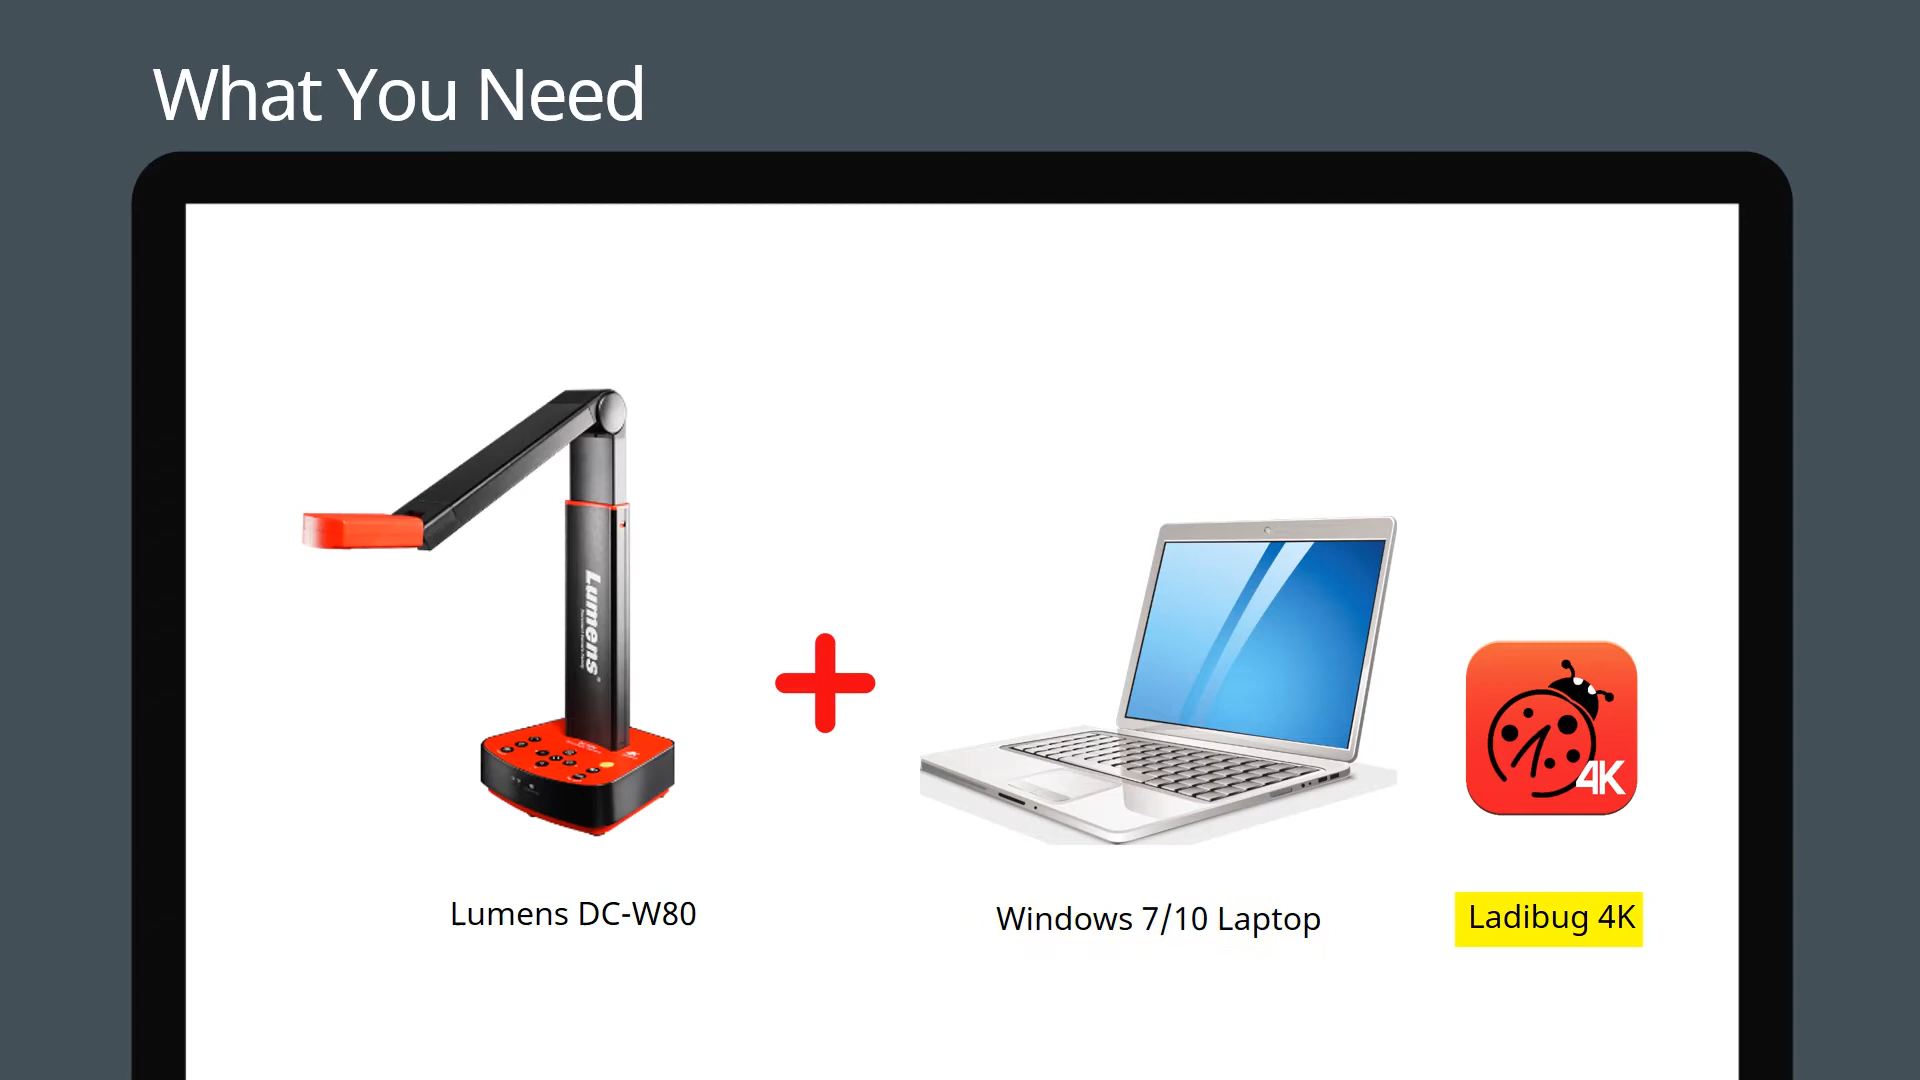 What You Need
Lumens
4K
Lumens DC-W80
Windows 7/10 Laptop
Ladibug 4K